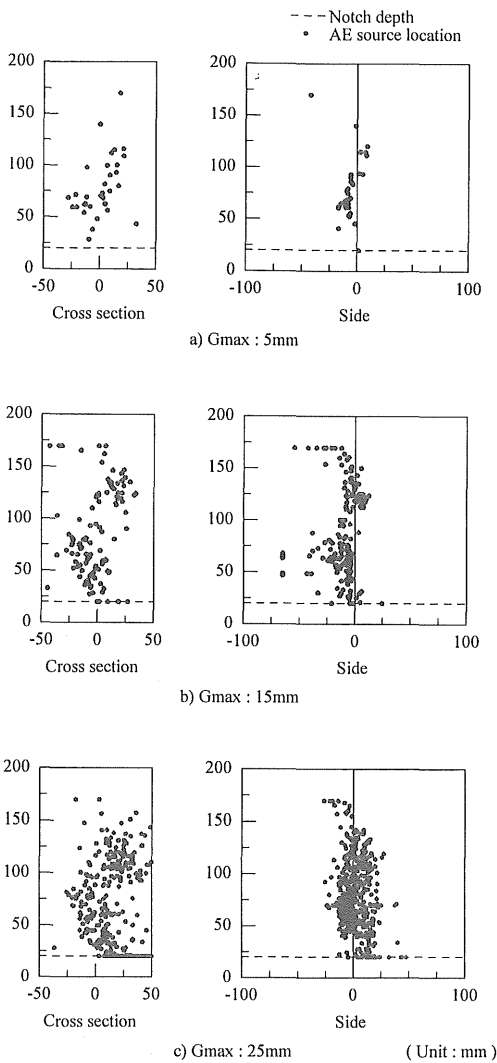 Notch depth
AE source location
200 200
150 150
100 100
50 50
0 0
-50 0 50 -100 0 100
Cross section Side
a) Gmax : 5mm
200 200
150 150
100 100
50 50
0 0
-50 0 50 -100 0 100
Cross section Side
b) Gmax : 15mm
200 200
150 150
100 100
50 50
0 0
-50 0 50 -100 0 100
Cross section Side
c) Gmax : 25mm ( Unit : mm )